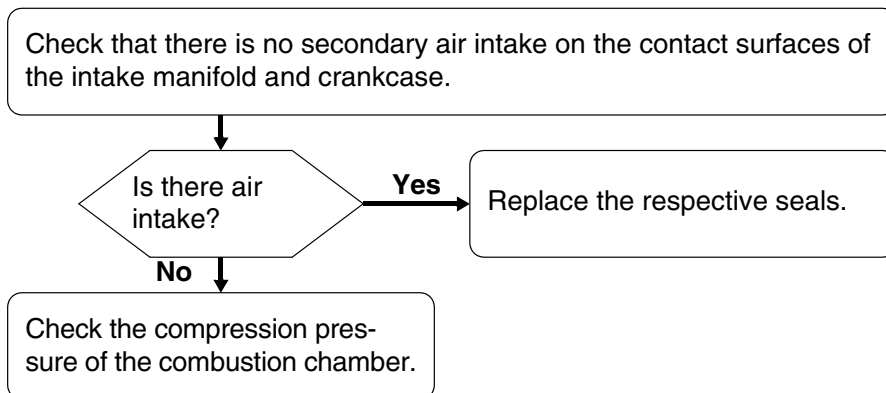 Check that there is no secondary air intake on the contact surfaces of
the intake manifold and crankcase.
Is there air
intake?
Yes
Replace the respective seals.
No
Check the compression pres-
sure of the combustion chamber.